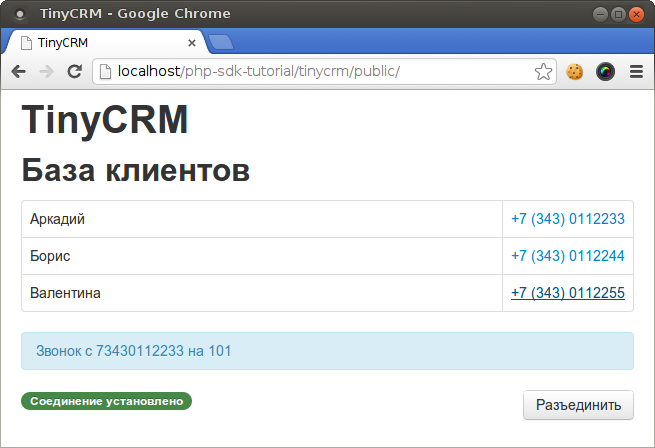 TinyCRM - Google Chrome
TinyCRM
localhost/php-sdk-tutorial/tinycrm/public/
TinyCRM
База клиентов
Аркадий +7 (343) 0112233
Борис +7 (343) 0112244
Валентина +7 (343) 0112255
Звонок с 73430112233 на 101
Соединение установлено Разъединить